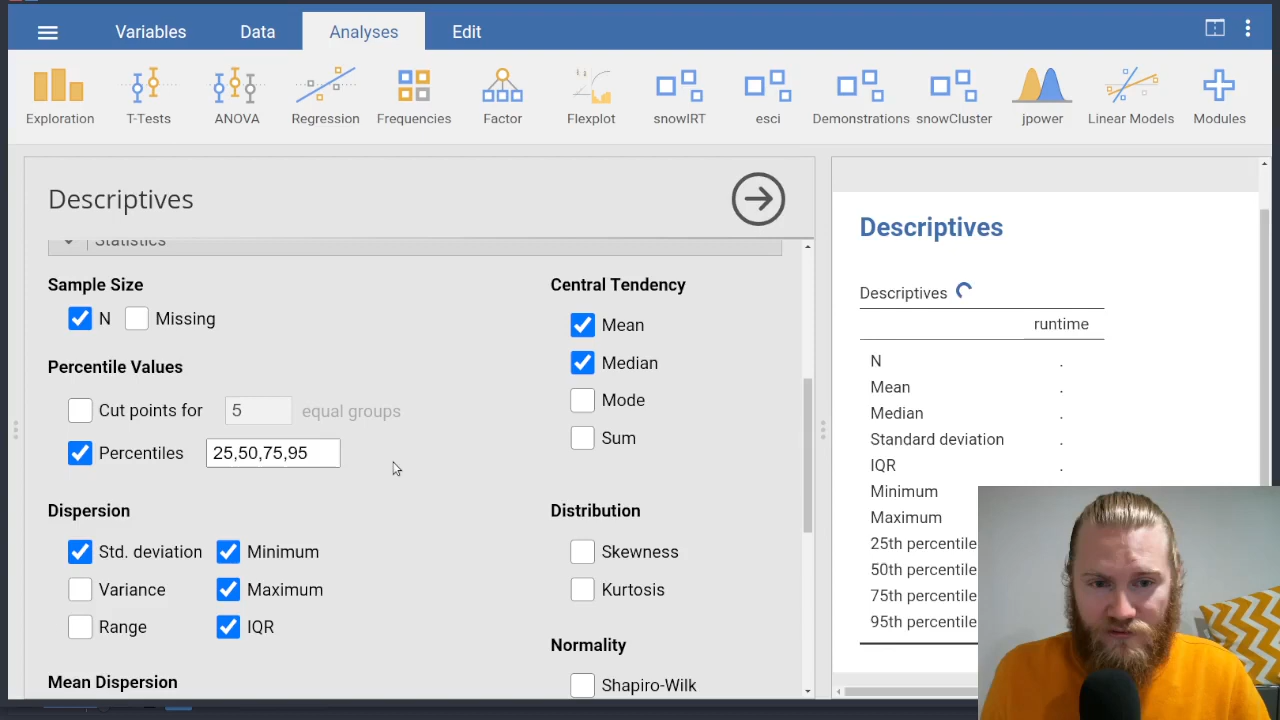 Variables Data Analyses Edit
Exploration T-Tests ANOVA Regression Frequencies Factor Flexplot snowIRT esci Demonstrations snowCluster jpower Linear Models Modules
Descriptives
Statistics
Sample Size
N Missing
Percentile Values
Cut points for 5 equal groups
Percentiles 25,50,75,95
Dispersion
Std. deviation Minimum
Variance Maximum
Range IQR
Mean Dispersion
Central Tendency
Mean
Median
Mode
Sum
Distribution
Skewness
Kurtosis
Normality
Shapiro-Wilk
Descriptives
Descriptives
runtime
N .
Mean .
Median .
Standard deviation .
IQR .
Minimum
Maximum
25th percentile
50th percentile
75th percentile
95th percentile